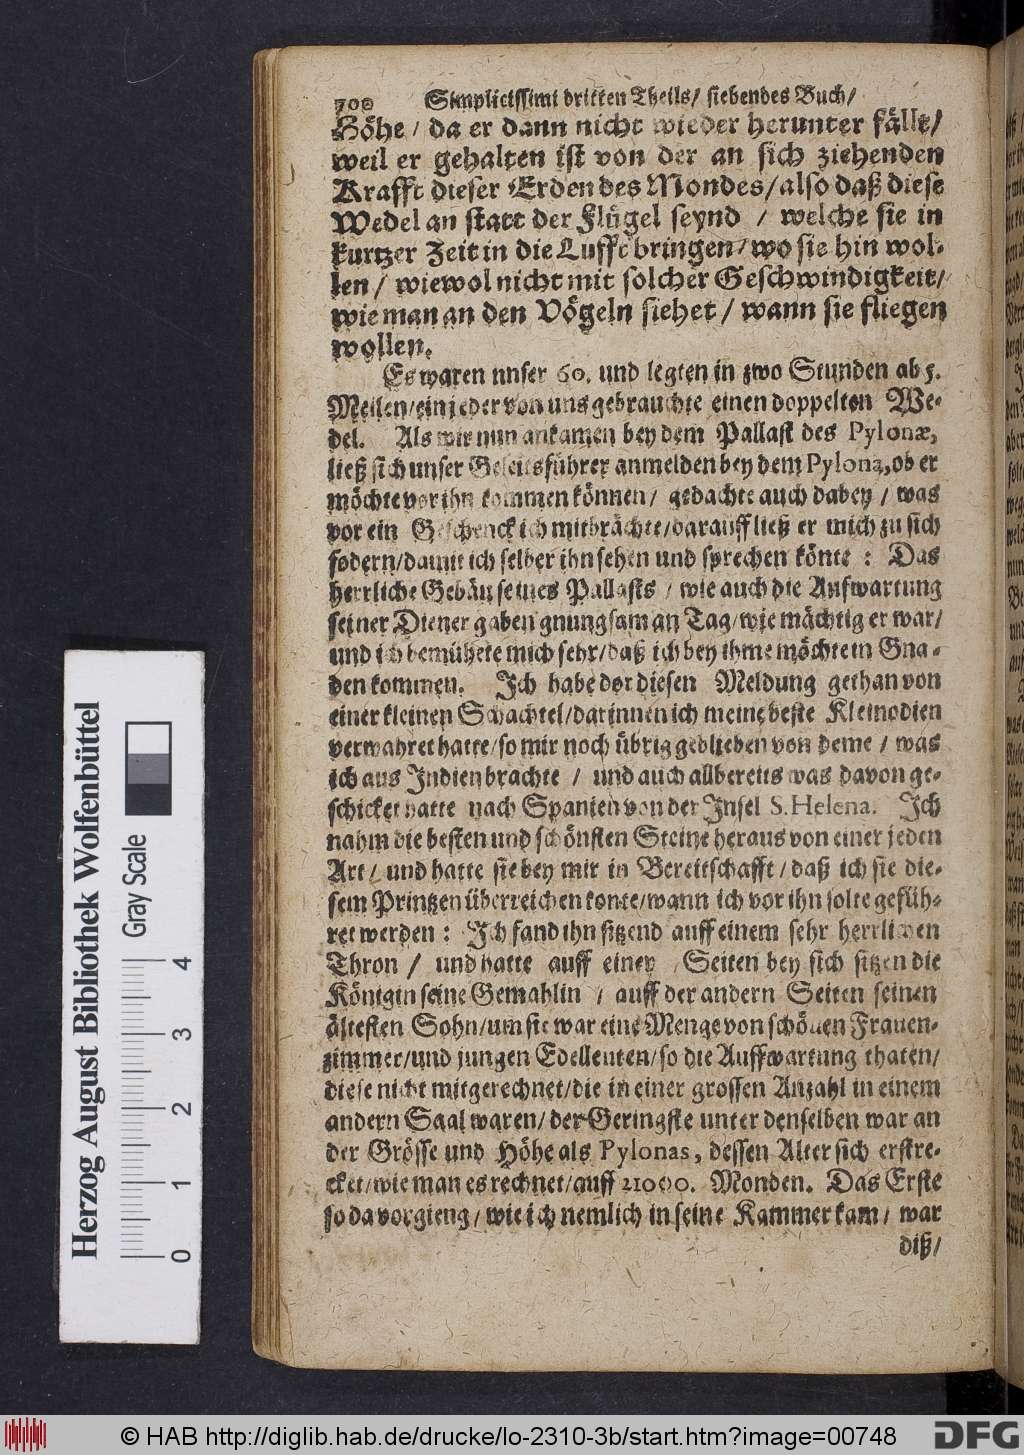 700 Simplicissimi dritten Theils/ siebendes Buch/
Höhe / da er dann nicht wieder herunter fällt/
weil er gehalten ist von der an sich ziehenden
Krafft dieser Erden des Mondes/also daß diese
Wedel an statt der Flügel seynd / welche sie in
kurtzer Zeit in die Lufft bringen/wo sie hin wol-
len / wiewol nicht mit solcher Geschwindigkeit/
wie man an den Vögeln siehet / wann sie fliegen
wollen.
Es waren unser 60. und legten in zwo Stunden ab 5.
Meilen/ein jeder von uns gebrauchte einen doppelten We-
del. Als wir nun ankamen bey dem Pallast des Pylonæ,
ließ sich unser Geleitsführer anmelden bey dem Pylona, ob er
möchte vor ihn kommen können / gedachte auch dabey / was
vor ein Geschenck ich mitbrächte/darauff ließ er mich zu sich
fodern/damit ich selber ihn sehen und sprechen könte : Das
herrliche Gebäu seines Pallasts / wie auch die Aufwartung
seiner Diener gaben gnungsam an Tag/wie mächtig er war/
und ich bemühete mich sehr/daß ich bey ihme möchte in Gna-
den kommen. Ich habe vor diesen Meldung gethan von
einer kleinen Schachtel/darinnen ich meine beste Kleinodien
verwahret hatte/so mir noch übrig geblieben von deme / was
ich aus Indien brachte / und auch allbereits was davon ge-
schicket hatte nach Spanien von der Insel S. Helena. Ich
nahm die besten und schönsten Steine heraus von einer jeden
Art / und hatte sie bey mir in Bereitschafft / daß ich sie die-
sem Printzen überreichen konte/wann ich vor ihn solte gefüh-
ret werden : Ich fand ihn sitzend auff einem sehr herrlichen
Thron / und hatte auff einer Seiten bey sich sitzen die
Königin seine Gemahlin / auff der andern Seiten seinen
ältesten Sohn/um sie war eine Menge von schönen Frauen-
zimmer/und jungen Edelleuten/so die Auffwartung thaten/
diese nicht mitgerechnet/die in einer grossen Anzahl in einem
andern Saal waren/ der Geringste unter denselben war an
der Grösse und Höhe als Pylonas, dessen Alter sich erstre-
cket/wie man es rechnet/auff 21000. Monden. Das Erste
so da vorgieng / wie ich nemlich in seine Kammer kam / war
diß/
Herzog August Bibliothek Wolfenbüttel
Gray Scale
0 1 2 3 4
© HAB http://diglib.hab.de/drucke/lo-2310-3b/start.htm?image=00748
DFG